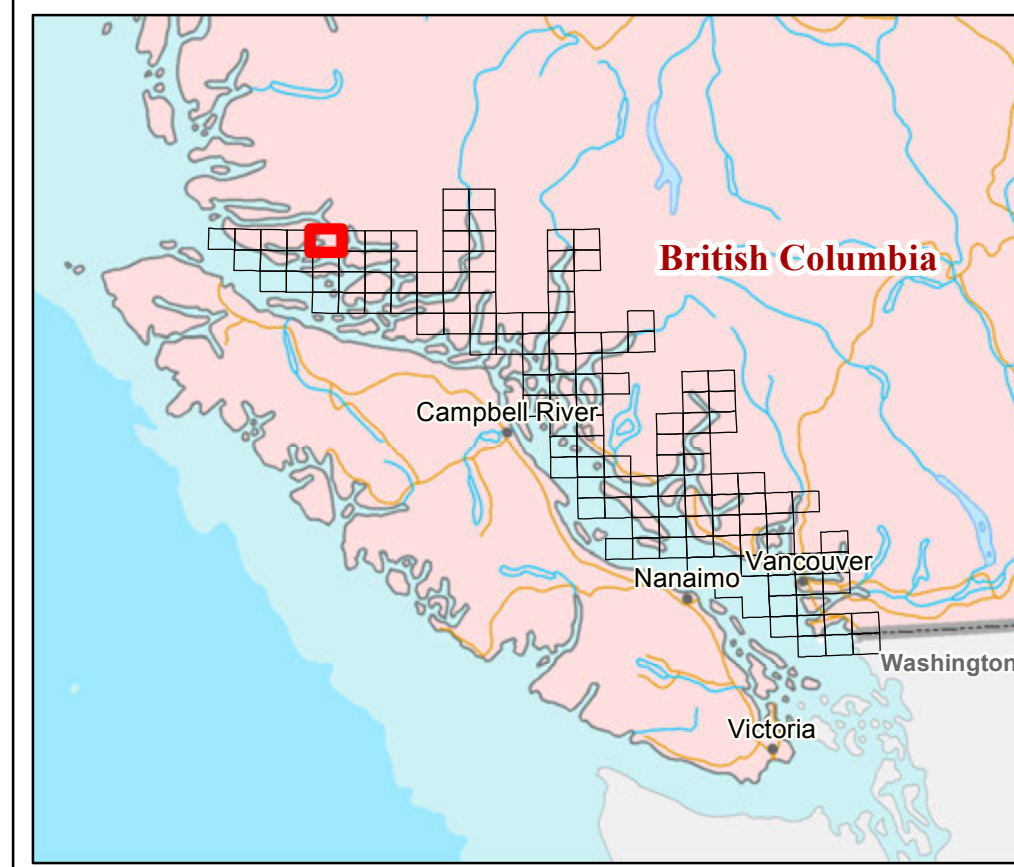 British Columbia
Campbell River
Vancouver
Nanaimo
Washington
Victoria